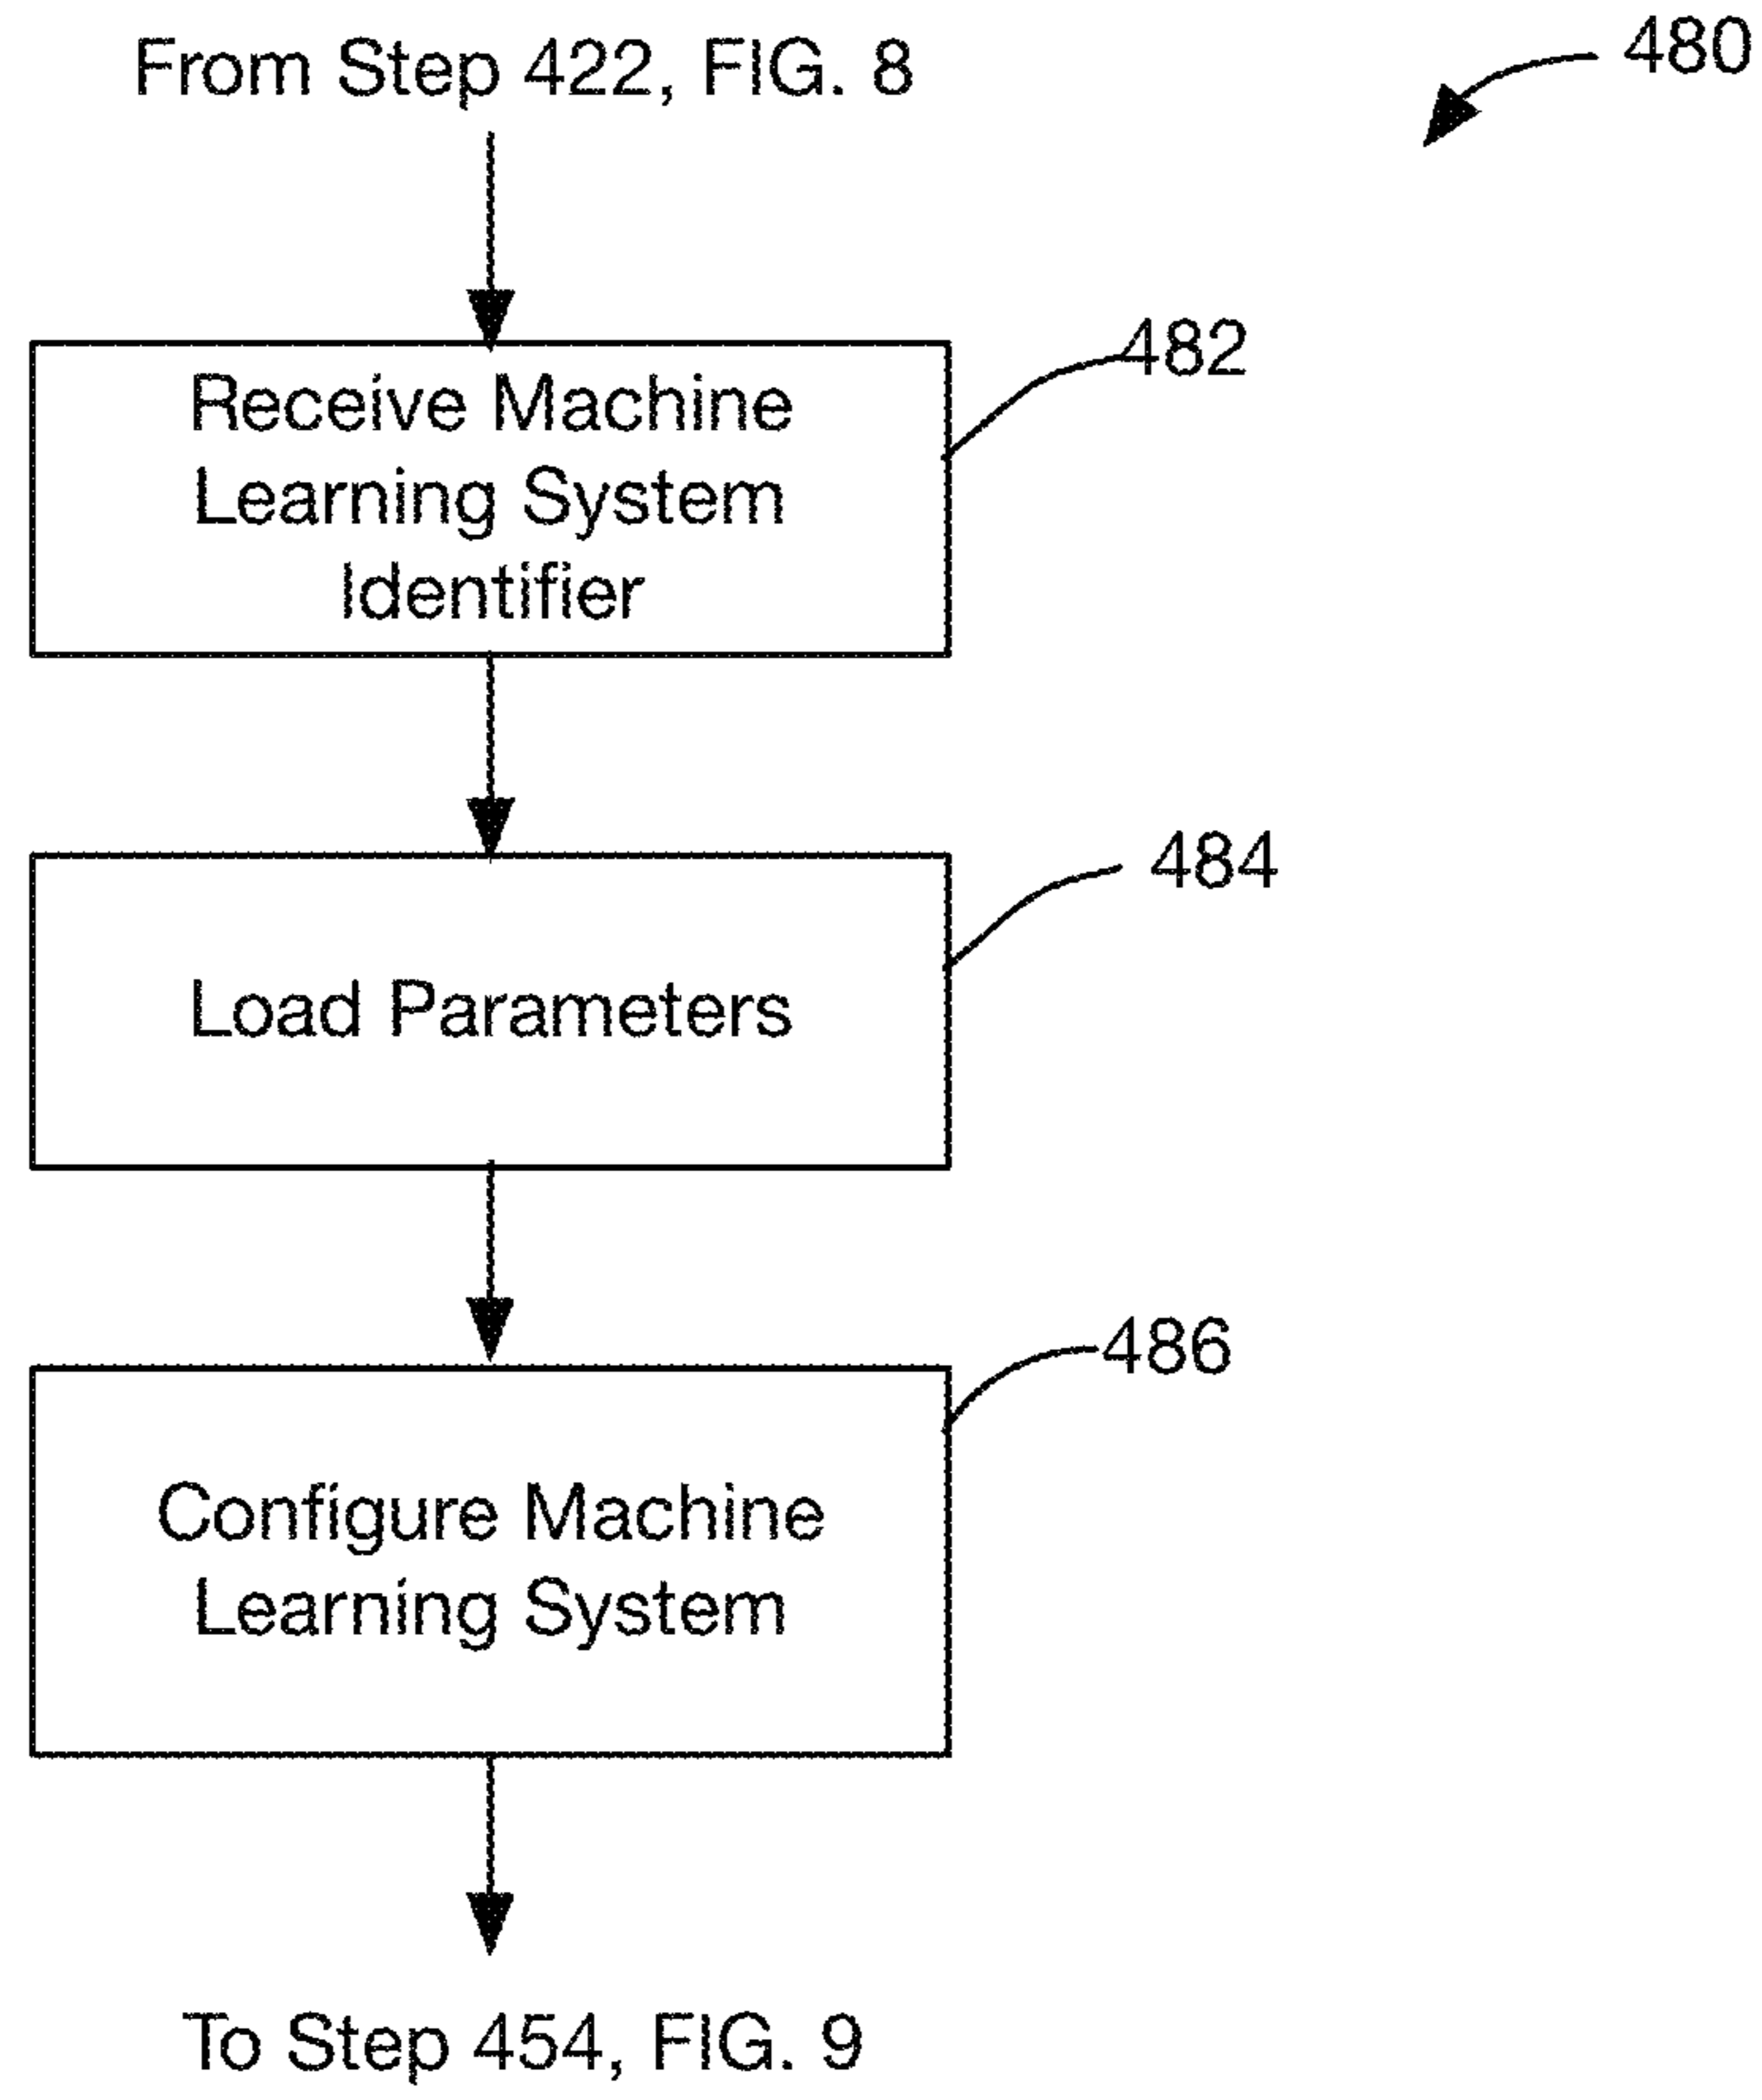 From Step 422, FIG. 8
480
Receive Machine
Learning System
Identifier
482
Load Parameters
484
Configure Machine
Learning System
486
To Step 454, FIG. 9